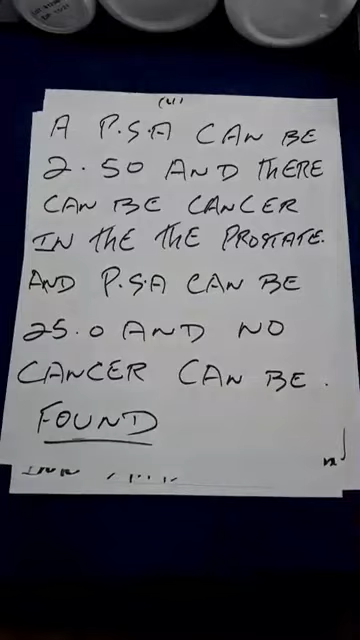 (4)
A P.S.A CAN BE
2.50 AND THERE
CAN BE CANCER
IN THE THE PROSTATE.
AND P.S.A CAN BE
25.0 AND NO
CANCER CAN BE.
FOUND